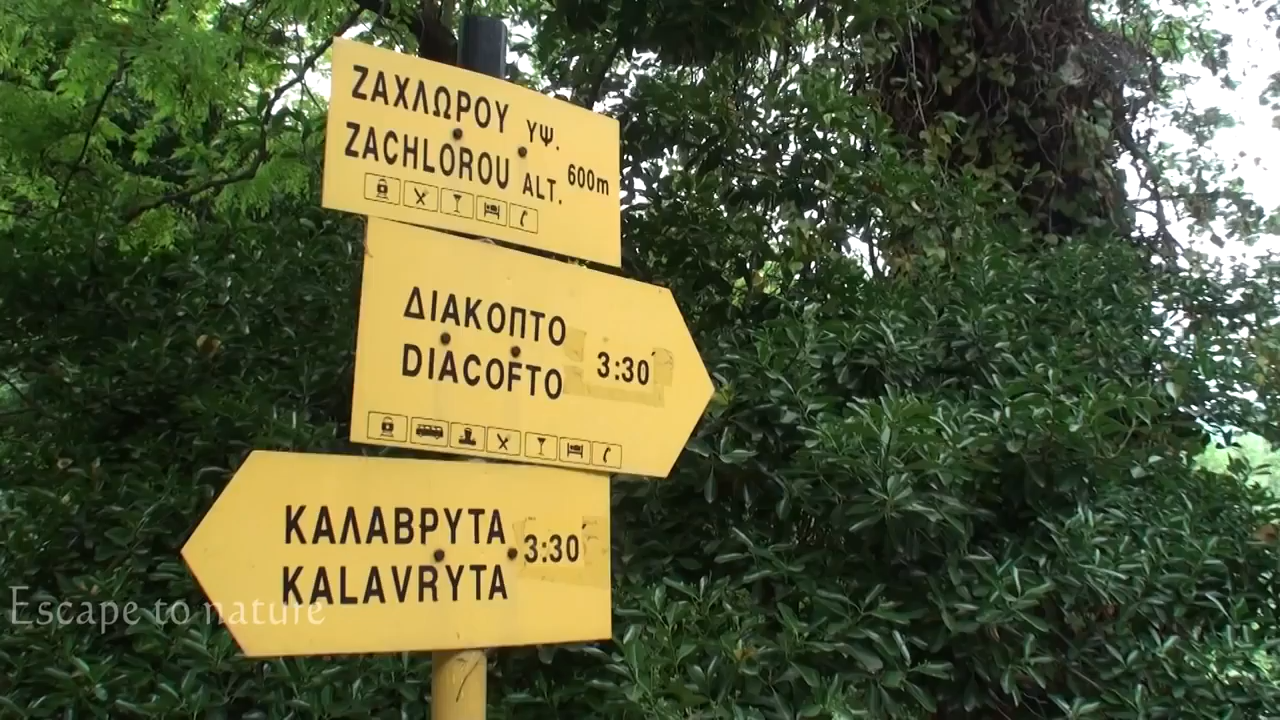 ΖΑΧΛΩΡΟΥ ΥΨ.
ZACHLOROU ALT. 600m
ΔΙΑΚΟΠΤΟ
DIACOFTO 3:30
ΚΑΛΑΒΡΥΤΑ
KALAVRYTA 3:30
Escape to nature